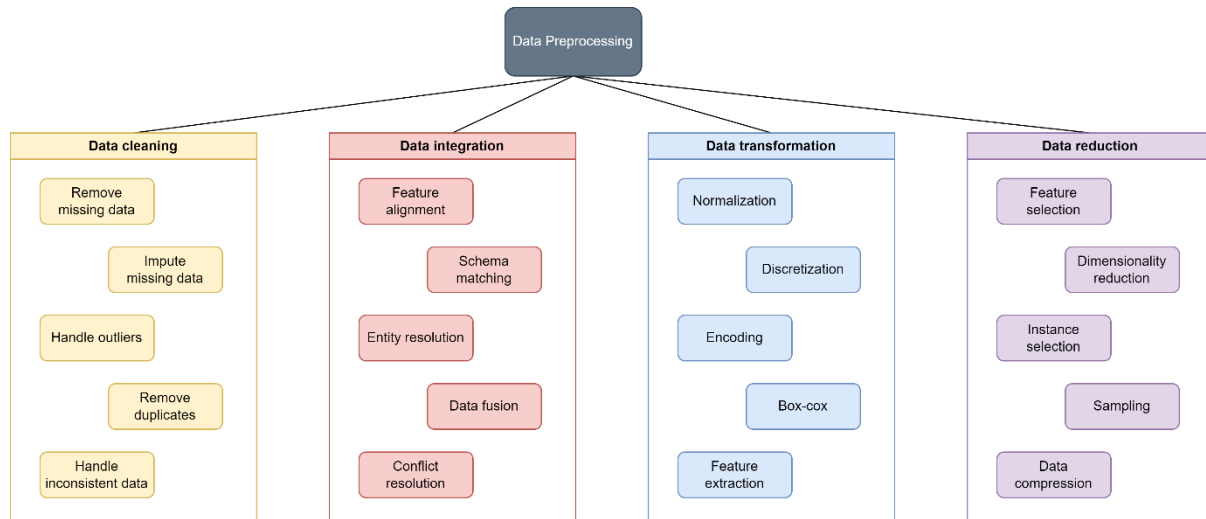 Data Preprocessing
Data cleaning
Remove
missing data
Impute
missing data
Handle outliers
Remove
duplicates
Handle
inconsistent data
Data integration
Feature
alignment
Schema
matching
Entity resolution
Data fusion
Conflict
resolution
Data transformation
Normalization
Discretization
Encoding
Box-cox
Feature
extraction
Data reduction
Feature
selection
Dimensionality
reduction
Instance
selection
Sampling
Data
compression